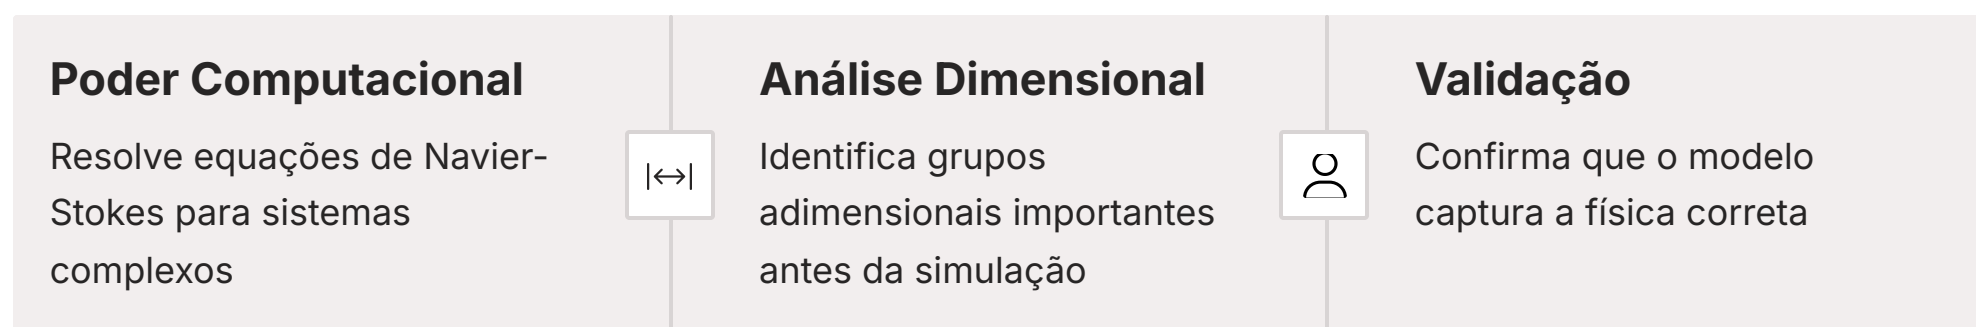 Poder Computacional
Resolve equações de Navier-
Stokes para sistemas
complexos
Análise Dimensional
Identifica grupos
adimensionais importantes
antes da simulação
Validação
Confirma que o modelo
captura a física correta